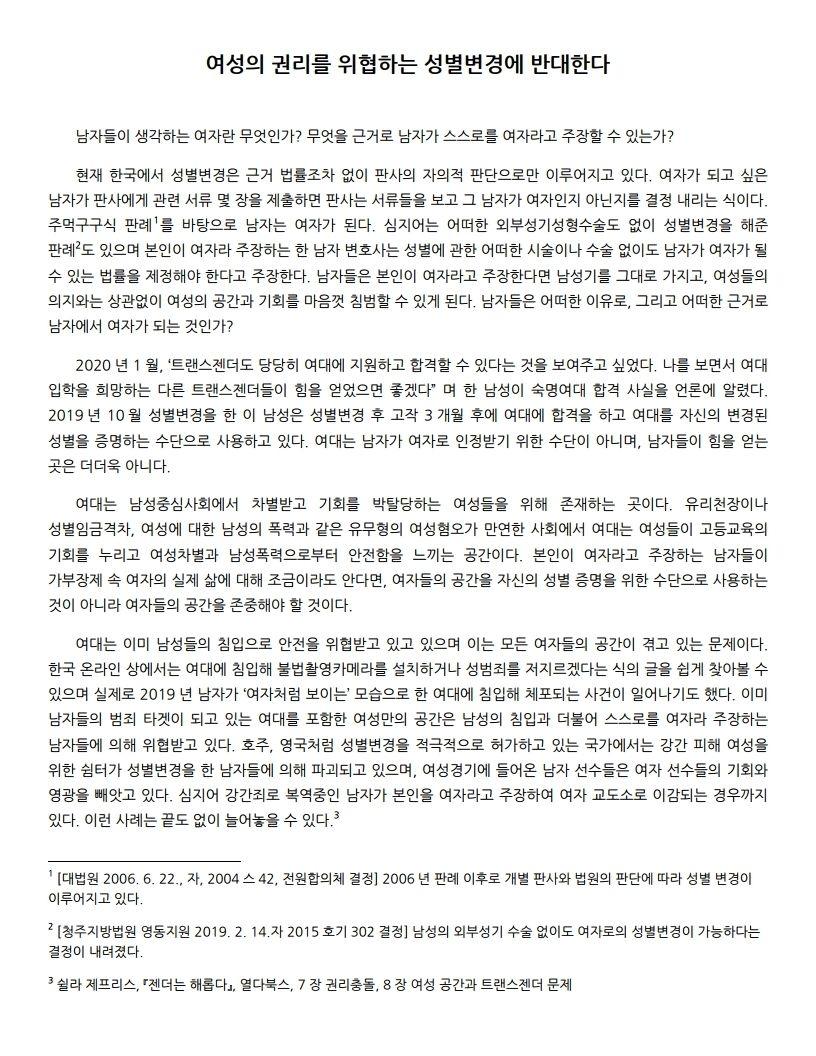 여성의 권리를 위협하는 성별변경에 반대한다
남자들이 생각하는 여자란 무엇인가? 무엇을 근거로 남자가 스스로를 여자라고 주장할 수 있는가?
현재 한국에서 성별변경은 근거 법률조차 없이 판사의 자의적 판단으로만 이루어지고 있다. 여자가 되고 싶은
남자가 판사에게 관련 서류 몇 장을 제출하면 판사는 서류들을 보고 그 남자가 여자인지 아닌지를 결정 내리는 식이다.
주먹구구식 판례1를 바탕으로 남자는 여자가 된다. 심지어는 어떠한 외부성기성형수술도 없이 성별변경을 해준
판례2도 있으며 본인이 여자라 주장하는 한 남자 변호사는 성별에 관한 어떠한 시술이나 수술 없이도 남자가 여자가 될
수 있는 법률을 제정해야 한다고 주장한다. 남자들은 본인이 여자라고 주장한다면 남성기를 그대로 가지고, 여성들의
의지와는 상관없이 여성의 공간과 기회를 마음껏 침범할 수 있게 된다. 남자들은 어떠한 이유로, 그리고 어떠한 근거로
남자에서 여자가 되는 것인가?
2020 년 1 월, ‘트랜스젠더도 당당히 여대에 지원하고 합격할 수 있다는 것을 보여주고 싶었다. 나를 보면서 여대
입학을 희망하는 다른 트랜스젠더들이 힘을 얻었으면 좋겠다” 며 한 남성이 숙명여대 합격 사실을 언론에 알렸다.
2019 년 10 월 성별변경을 한 이 남성은 성별변경 후 고작 3 개월 후에 여대에 합격을 하고 여대를 자신의 변경된
성별을 증명하는 수단으로 사용하고 있다. 여대는 남자가 여자로 인정받기 위한 수단이 아니며, 남자들이 힘을 얻는
곳은 더더욱 아니다.
여대는 남성중심사회에서 차별받고 기회를 박탈당하는 여성들을 위해 존재하는 곳이다. 유리천장이나
성별임금격차, 여성에 대한 남성의 폭력과 같은 유무형의 여성혐오가 만연한 사회에서 여대는 여성들이 고등교육의
기회를 누리고 여성차별과 남성폭력으로부터 안전함을 느끼는 공간이다. 본인이 여자라고 주장하는 남자들이
가부장제 속 여자의 실제 삶에 대해 조금이라도 안다면, 여자들의 공간을 자신의 성별 증명을 위한 수단으로 사용하는
것이 아니라 여자들의 공간을 존중해야 할 것이다.
여대는 이미 남성들의 침입으로 안전을 위협받고 있고 있으며 이는 모든 여자들의 공간이 겪고 있는 문제이다.
한국 온라인 상에서는 여대에 침입해 불법촬영카메라를 설치하거나 성범죄를 저지르겠다는 식의 글을 쉽게 찾아볼 수
있으며 실제로 2019 년 남자가 ‘여자처럼 보이는’ 모습으로 한 여대에 침입해 체포되는 사건이 일어나기도 했다. 이미
남자들의 범죄 타겟이 되고 있는 여대를 포함한 여성만의 공간은 남성의 침입과 더불어 스스로를 여자라 주장하는
남자들에 의해 위협받고 있다. 호주, 영국처럼 성별변경을 적극적으로 허가하고 있는 국가에서는 강간 피해 여성을
위한 쉼터가 성별변경을 한 남자들에 의해 파괴되고 있으며, 여성경기에 들어온 남자 선수들은 여자 선수들의 기회와
영광을 빼앗고 있다. 심지어 강간죄로 복역중인 남자가 본인을 여자라고 주장하여 여자 교도소로 이감되는 경우까지
있다. 이런 사례는 끝도 없이 늘어놓을 수 있다.3
1 [대법원 2006. 6. 22., 자, 2004 스 42, 전원합의체 결정] 2006 년 판례 이후로 개별 판사와 법원의 판단에 따라 성별 변경이
이루어지고 있다.
2 [청주지방법원 영동지원 2019. 2. 14.자 2015 호기 302 결정] 남성의 외부성기 수술 없이도 여자로의 성별변경이 가능하다는
결정이 내려졌다.
3 쉴라 제프리스, 『젠더는 해롭다』, 열다북스, 7 장 권리충돌, 8 장 여성 공간과 트랜스젠더 문제